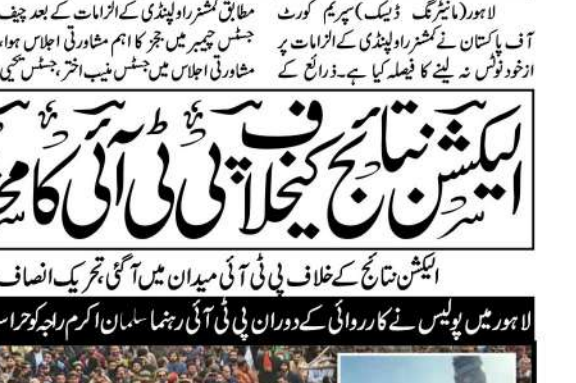 لاہور(مانیٹرنگ ڈیسک)سپریم کورٹ
آف پاکستان نے کمشنر راولپنڈی کے الزامات پر
ازخود نوٹس نہ لینے کا فیصلہ کیا ہے۔ذرائع کے
مطابق کمشنر راولپنڈی کے الزامات کے بعد چیف
جسٹس چیمبر میں ججز کا اہم مشاورتی اجلاس ہوا،
مشاورتی اجلاس میں جسٹس منیب اختر، جسٹس یحییٰ
الیکشن نتائج کیخلاف پی ٹی آئی کا
الیکشن نتائج کے خلاف پی ٹی آئی میدان میں آ گئی، تحریک انصاف
لاہور میں پولیس نے کارروائی کے دوران پی ٹی آئی رہنما سلمان اکرم راجہ کو